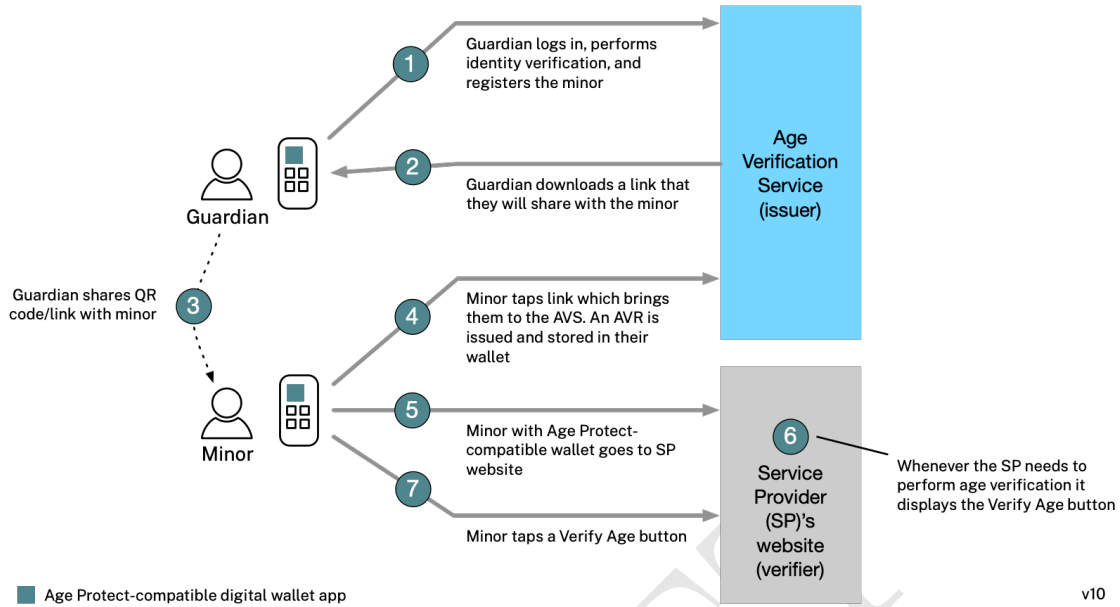 1
Guardian logs in, performs
identity verification, and
registers the minor
Age
Verification
Service
(issuer)
2
Guardian downloads a link that
they will share with the minor
Guardian
3
Guardian shares QR
code/link with minor
4
Minor taps link which brings
them to the AVS. An AVR is
issued and stored in their
wallet
5
Minor with Age Protect-
compatible wallet goes to SP
website
Minor
6
Service
Provider
(SP)'s
website
(verifier)
Whenever the SP needs to
perform age verification it
displays the Verify Age button
7
Minor taps a Verify Age button
Age Protect-compatible digital wallet app
v10